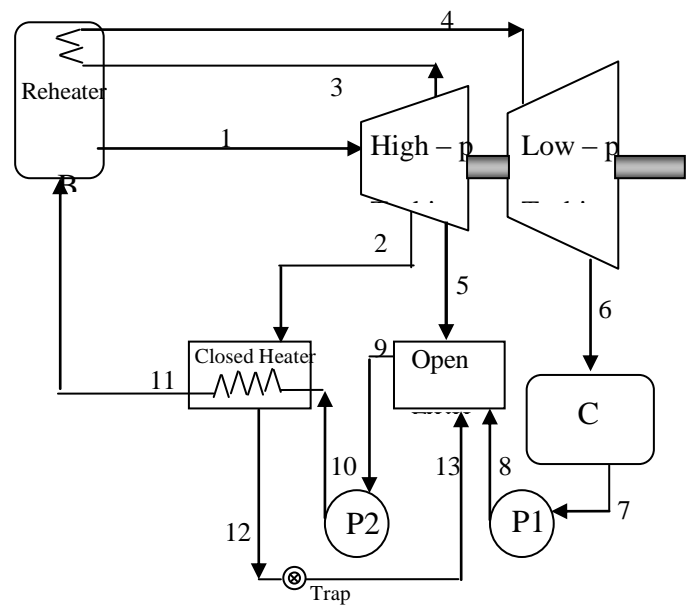 4
Reheater
3
1
High – p
Low – p
2
5
6
Closed Heater
9
Open
11
C
10
13
8
7
12
P2
P1
Trap